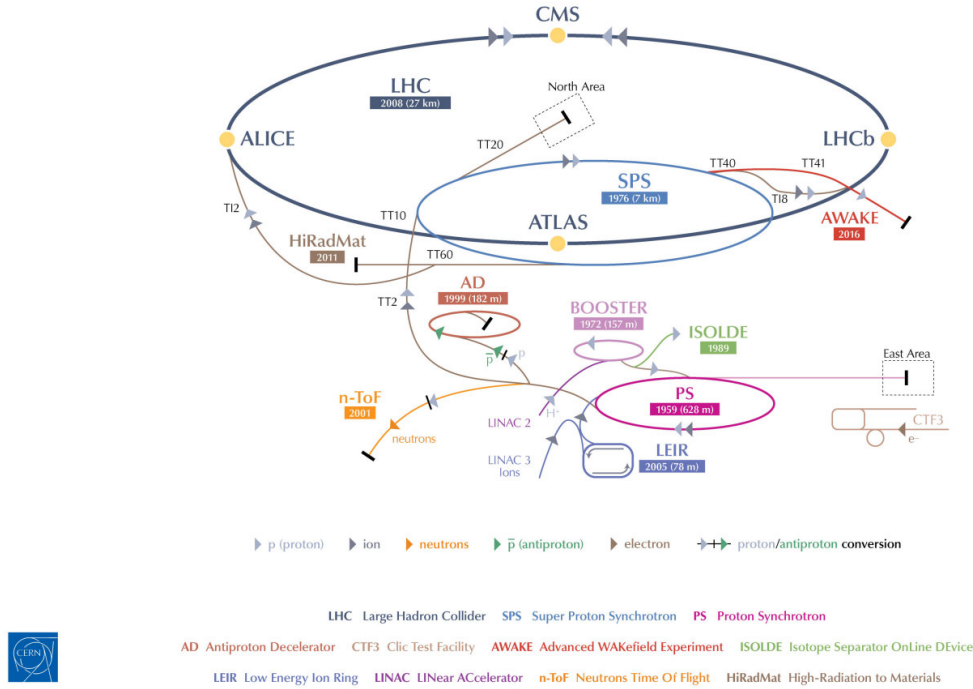 CMS
LHC
2008 (27 km)
North Area
ALICE
TT20
LHCb
TT40
TT41
SPS
1976 (7 km)
TI8
TI2
TT10
ATLAS
AWAKE
2016
HiRadMat
2011
TT60
AD
1999 (182 m)
TT2
BOOSTER
1972 (157 m)
ISOLDE
1989
p̅
p
East Area
n-ToF
2001
PS
1959 (628 m)
H⁻
LINAC 2
neutrons
CTF3
e-
LINAC 3
Ions
LEIR
2005 (78 m)
p (proton) ion neutrons p̅ (antiproton) electron proton/antiproton conversion
LHC Large Hadron Collider SPS Super Proton Synchrotron PS Proton Synchrotron
AD Antiproton Decelerator CTF3 Clic Test Facility AWAKE Advanced WAKefield Experiment ISOLDE Isotope Separator OnLine DEvice
LEIR Low Energy Ion Ring LINAC LINear ACcelerator n-ToF Neutrons Time Of Flight HiRadMat High-Radiation to Materials
CERN